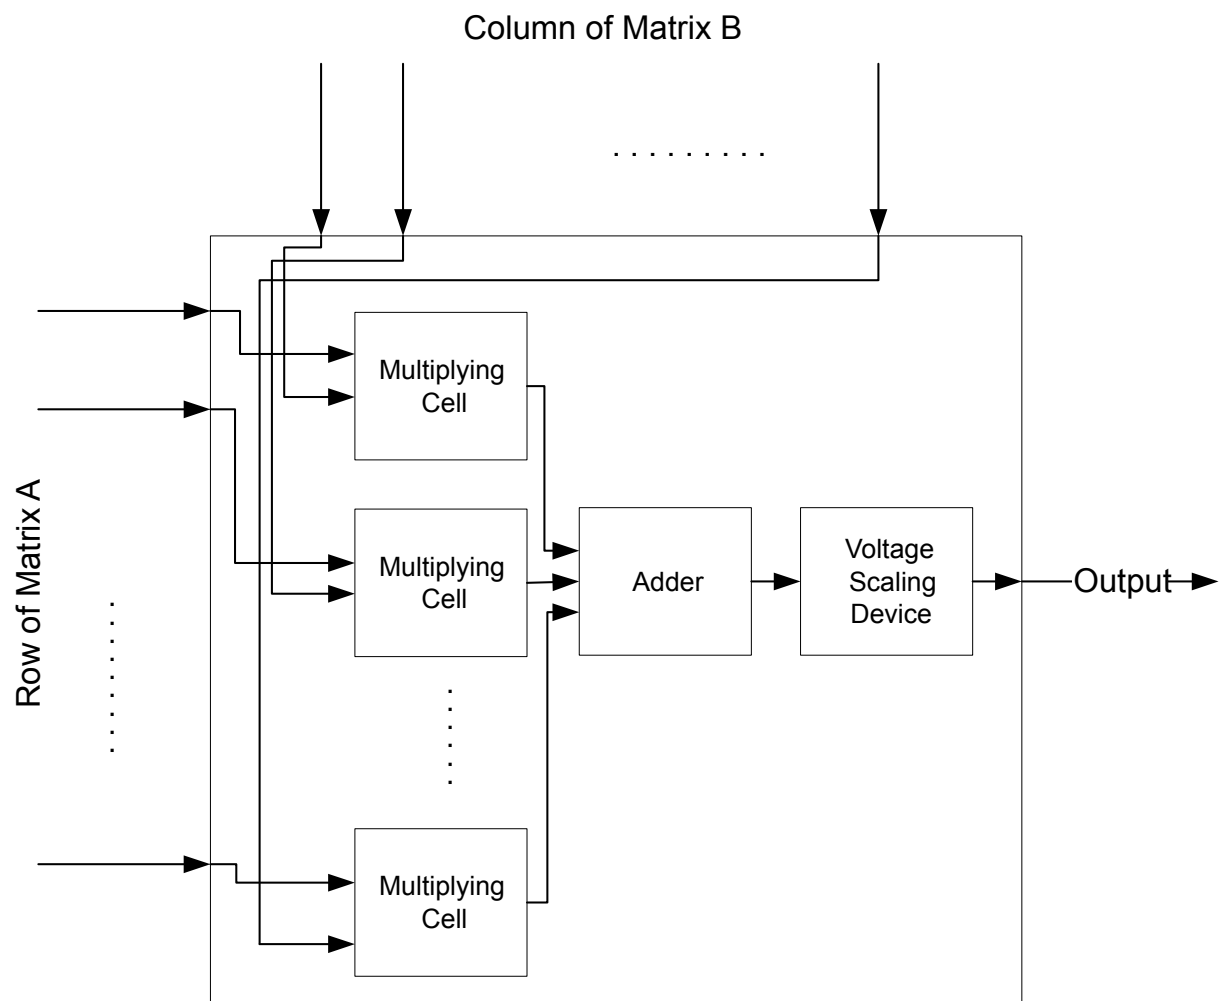 Column of Matrix B
. . . . . . . . .
Multiplying
Cell
Row of Matrix A
Multiplying
Cell
Adder
Voltage
Scaling
Device
Output
. . . . . . . . .
. . . . . .
Multiplying
Cell